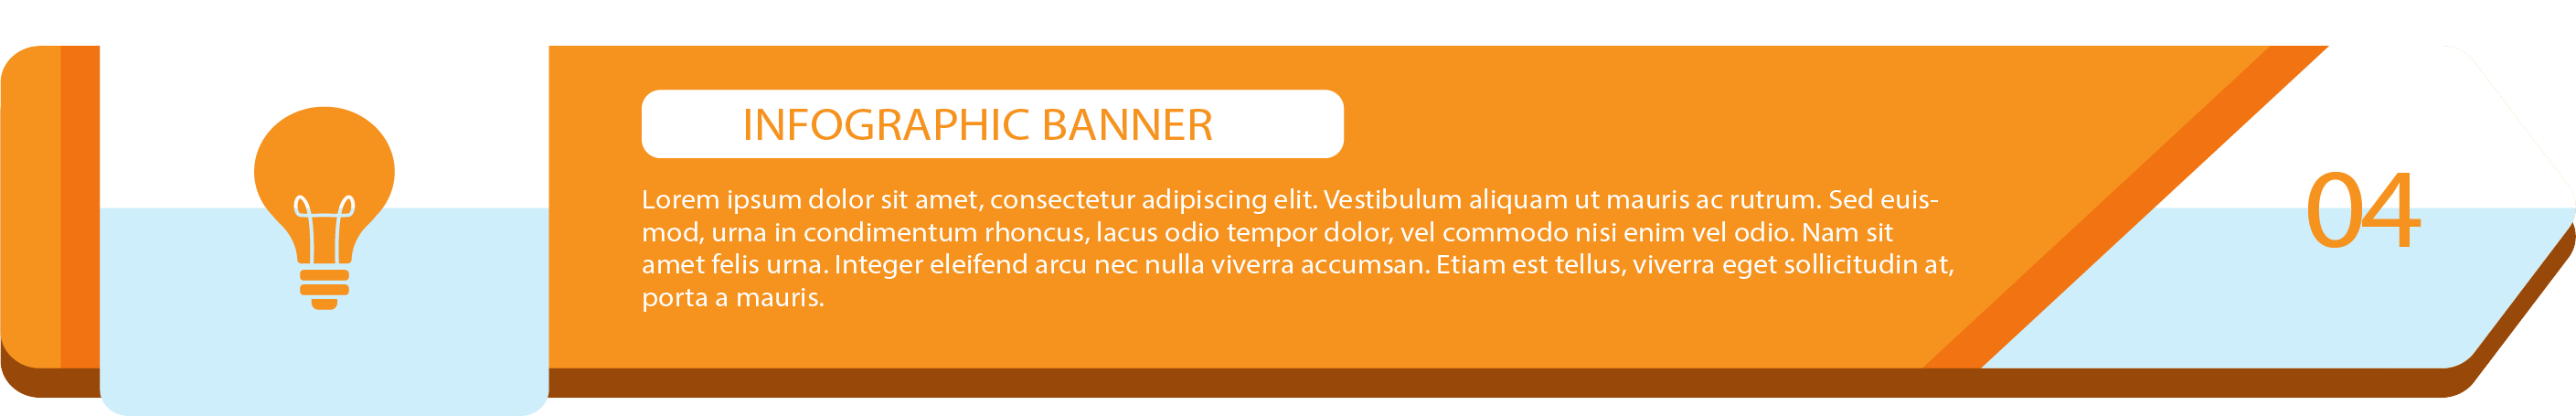 INFOGRAPHIC BANNER
Lorem ipsum dolor sit amet, consectetur adipiscing elit. Vestibulum aliquam ut mauris ac rutrum. Sed euis-
mod, urna in condimentum rhoncus, lacus odio tempor dolor, vel commodo nisi enim vel odio. Nam sit
amet felis urna. Integer eleifend arcu nec nulla viverra accumsan. Etiam est tellus, viverra eget sollicitudin at,
porta a mauris.
04